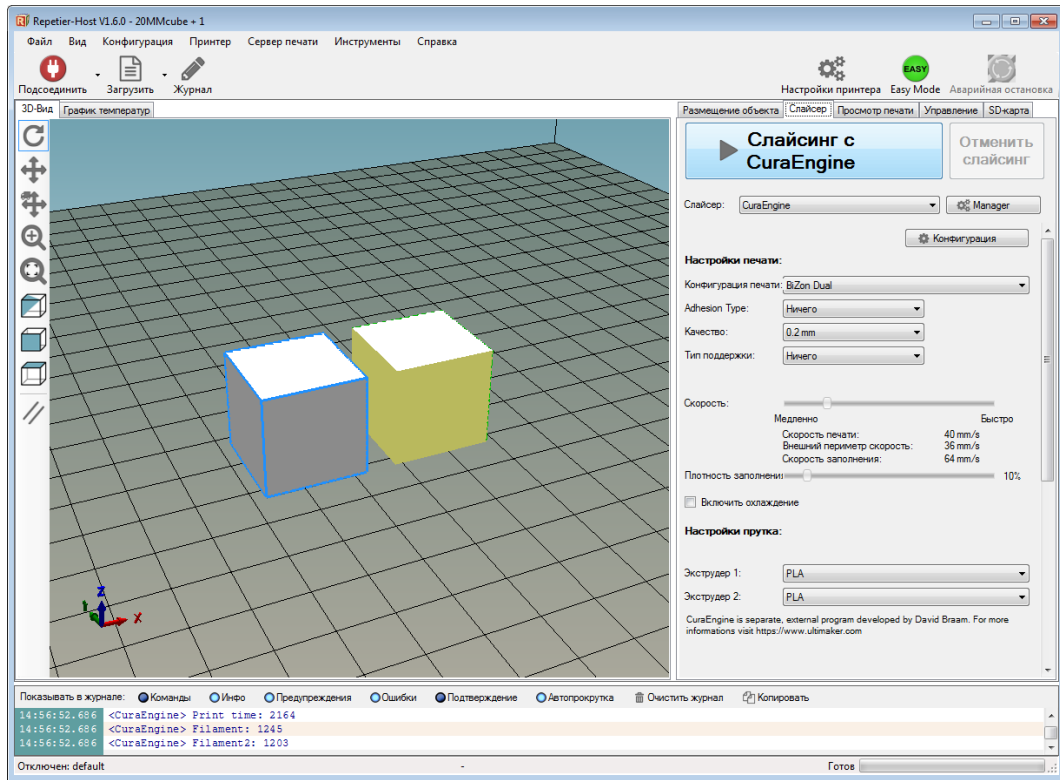 Repetier-Host V1.6.0 - 20MMcube + 1
Файл Вид Конфигурация Принтер Сервер печати Инструменты Справка
Подсоединить Загрузить Журнал Настройки принтера Easy Mode Аварийная остановка
EASY
3D-Вид График температур
Размещение объекта Слайсер Просмотр печати Управление SD-карта
Слайсинг с
CuraEngine
Отменить
слайсинг
Слайсер: CuraEngine Manager
Конфигурация
Настройки печати:
Конфигурация печати: BiZon Dual
Adhesion Type: Ничего
Качество: 0.2 mm
Тип поддержки: Ничего
Скорость:
Медленно Быстро
Скорость печати: 40 mm/s
Внешний периметр скорость: 36 mm/s
Скорость заполнения: 64 mm/s
Плотность заполнени 10%
Включить охлаждение
Настройки прутка:
Экструдер 1: PLA
Экструдер 2: PLA
CuraEngine is separate, external program developed by David Braam. For more
informations visit https://www.ultimaker.com
Z
Y
X
Показывать в журнале: Команды Инфо Предупреждения Ошибки Подтверждение Автопрокрутка Очистить журнал Копировать
14:56:52.686 <CuraEngine> Print time: 2164
14:56:52.686 <CuraEngine> Filament: 1245
14:56:52.686 <CuraEngine> Filament2: 1203
Отключен: default - Готов